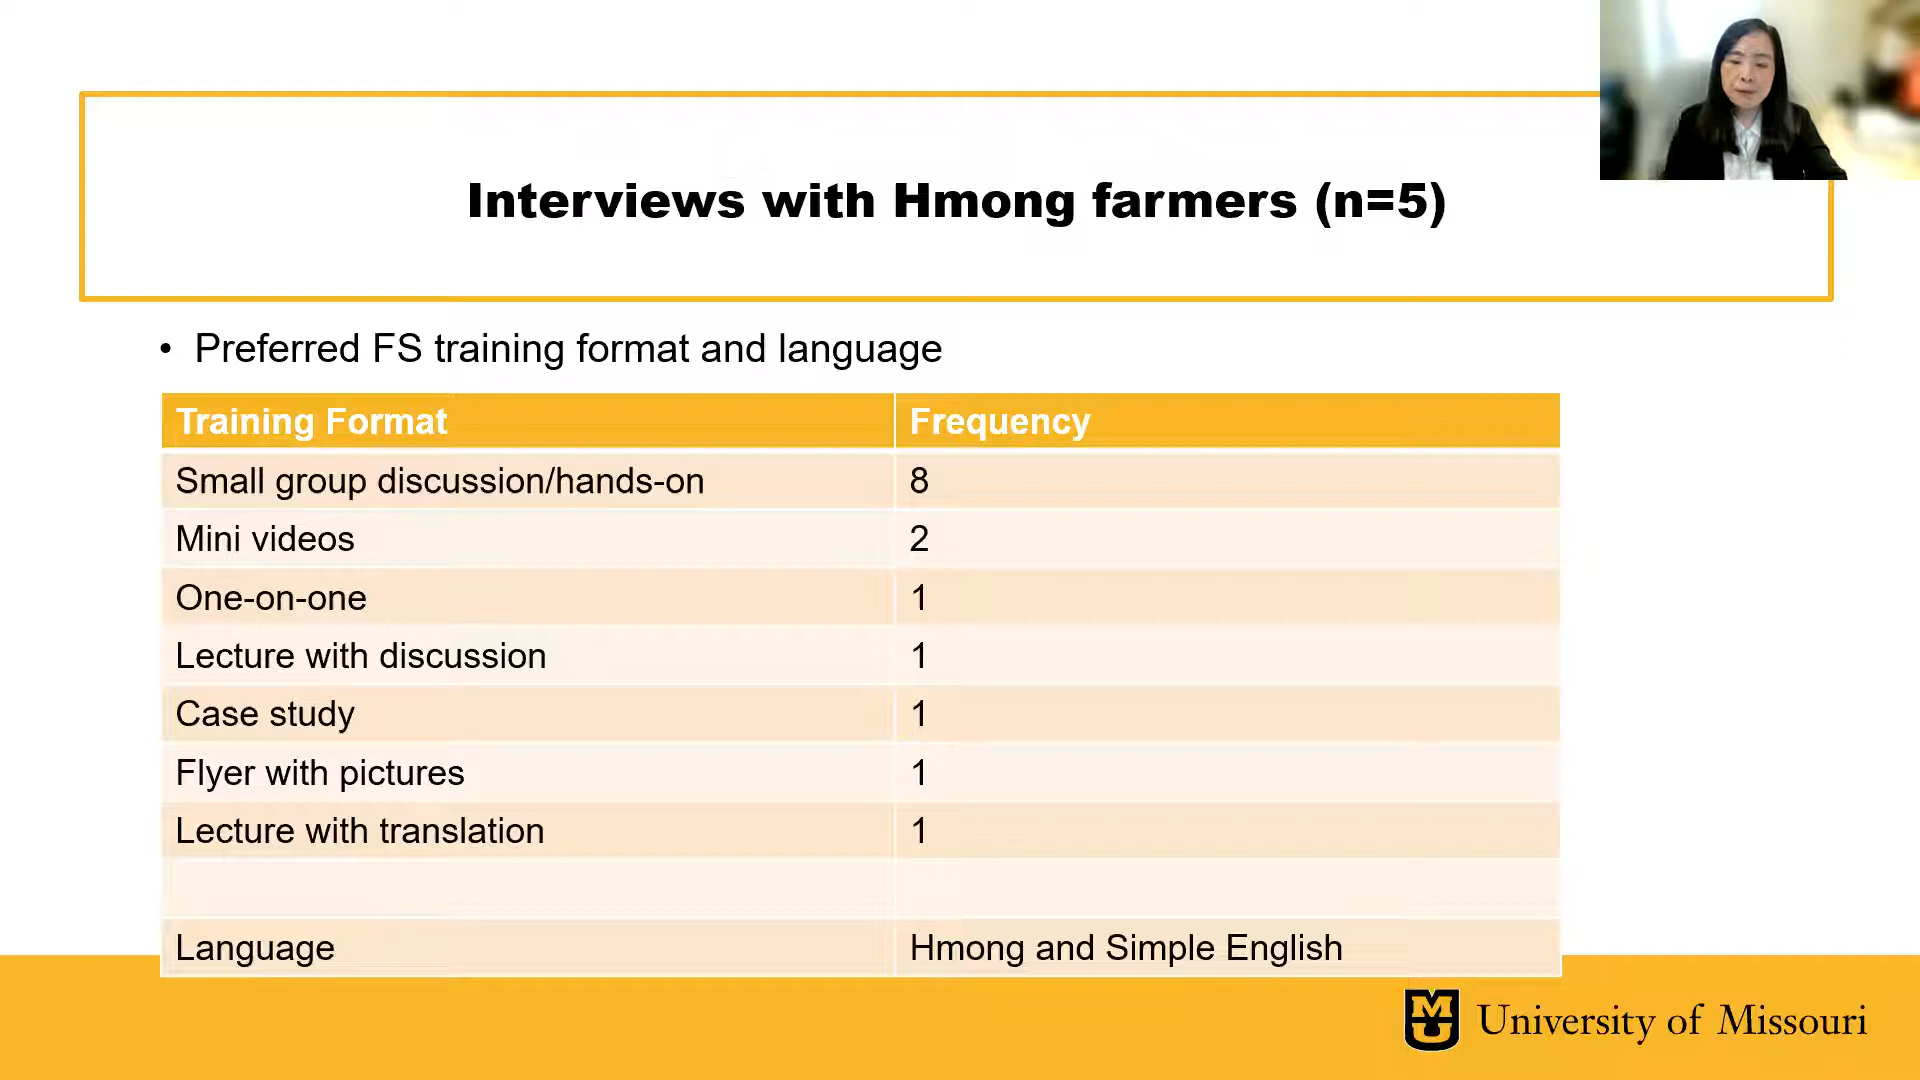 Interviews with Hmong farmers (n=5)
• Preferred FS training format and language
Training Format Frequency
Small group discussion/hands-on 8
Mini videos 2
One-on-one 1
Lecture with discussion 1
Case study 1
Flyer with pictures 1
Lecture with translation 1
Language Hmong and Simple English
MU University of Missouri